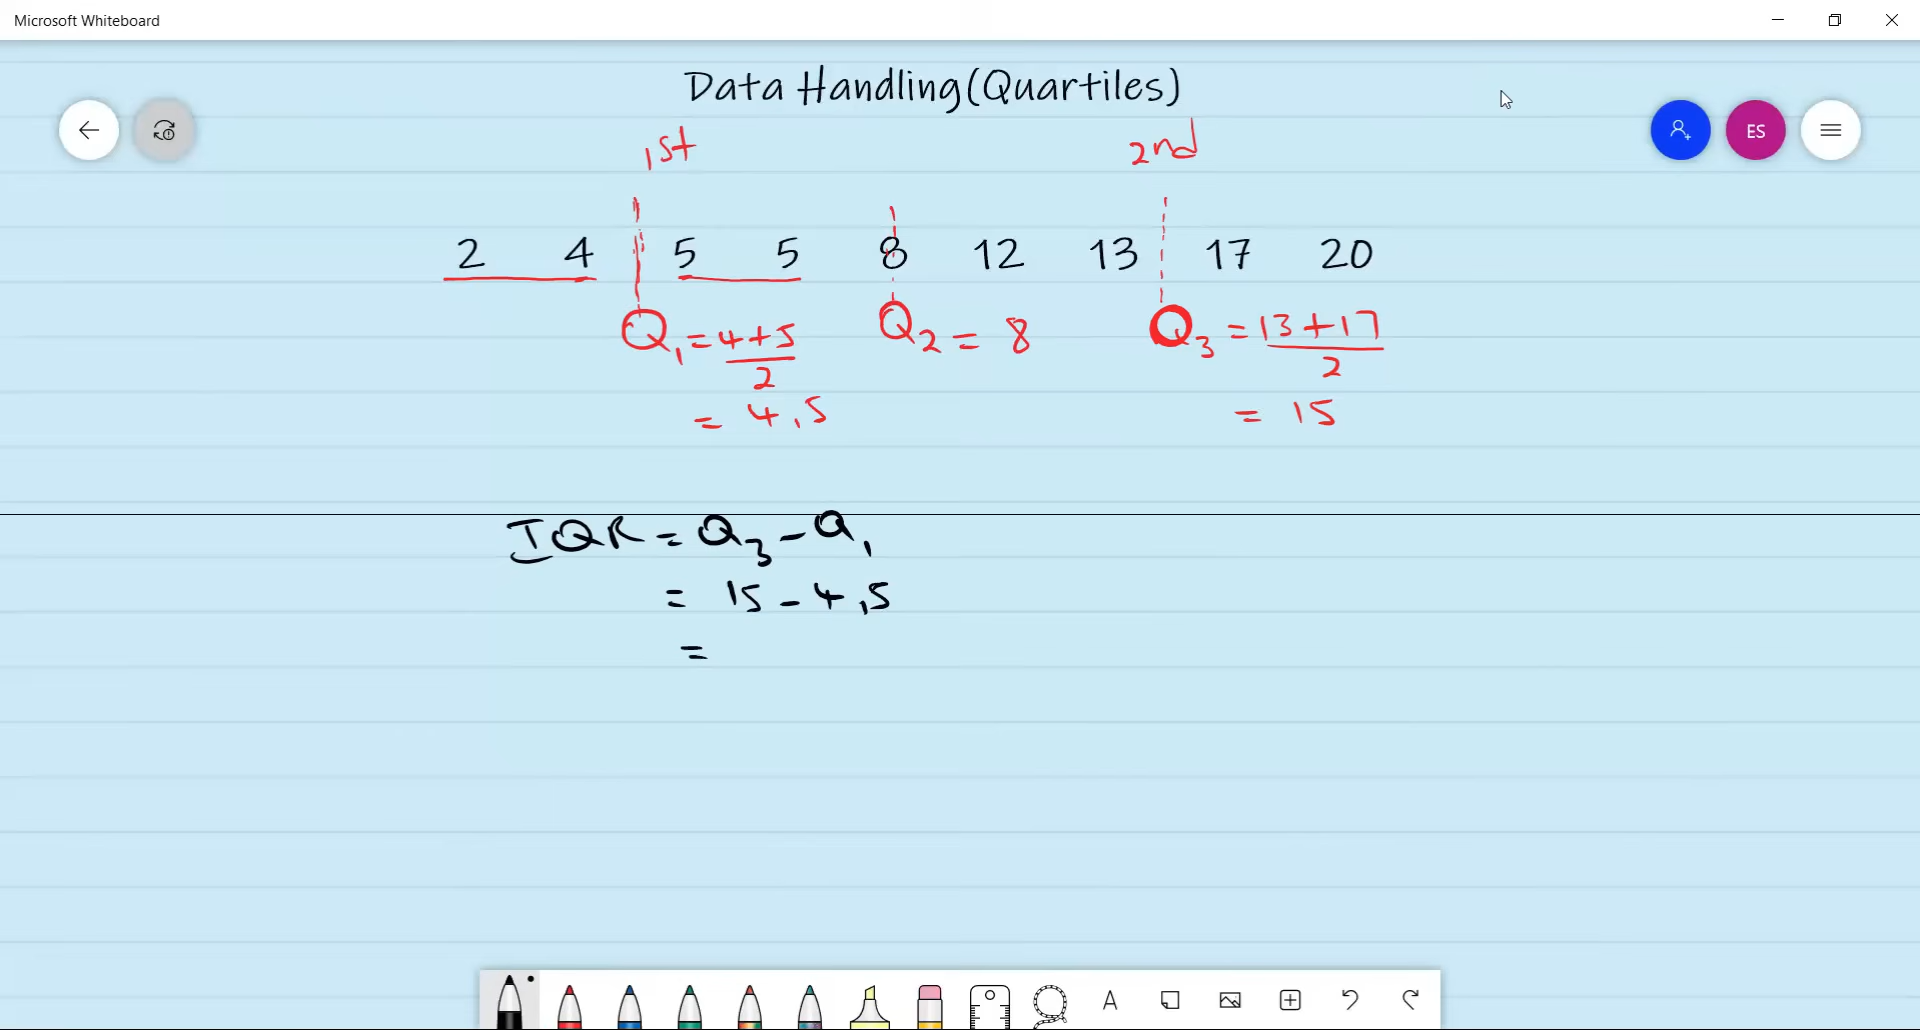 Microsoft Whiteboard
Data Handling(Quartiles)
ES
1st 2nd
2 4 5 5 8 12 13 17 20
Q1 = 4+5 Q2 = 8 Q3 = 13+17
2 2
= 4,5 = 15
IQR = Q3 - Q1
= 15 - 4,5
=
A